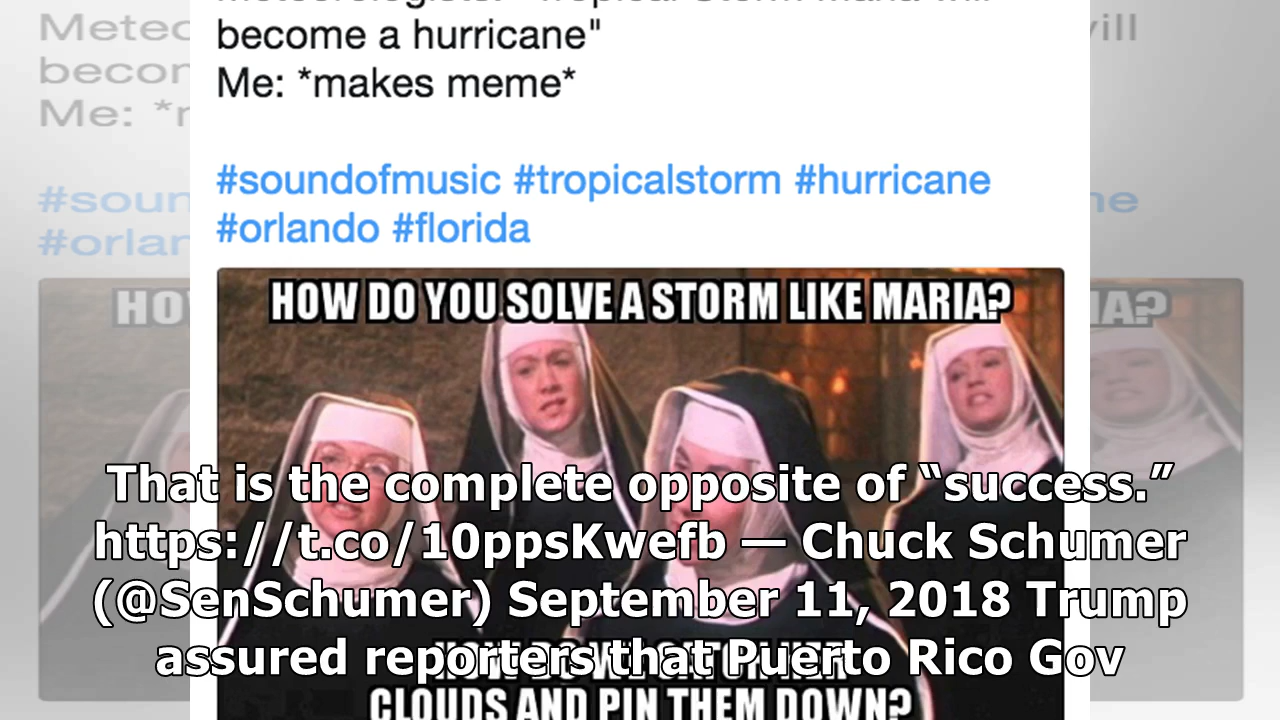 become a hurricane"
Me: *makes meme*
#soundofmusic #tropicalstorm #hurricane
#orlando #florida
HOW DO YOU SOLVE A STORM LIKE MARIA?
That is the complete opposite of “success.”
https://t.co/10ppsKwefb — Chuck Schumer
(@SenSchumer) September 11, 2018 Trump
assured reporters that Puerto Rico Gov
CLOUDS AND PIN THEM DOWN?